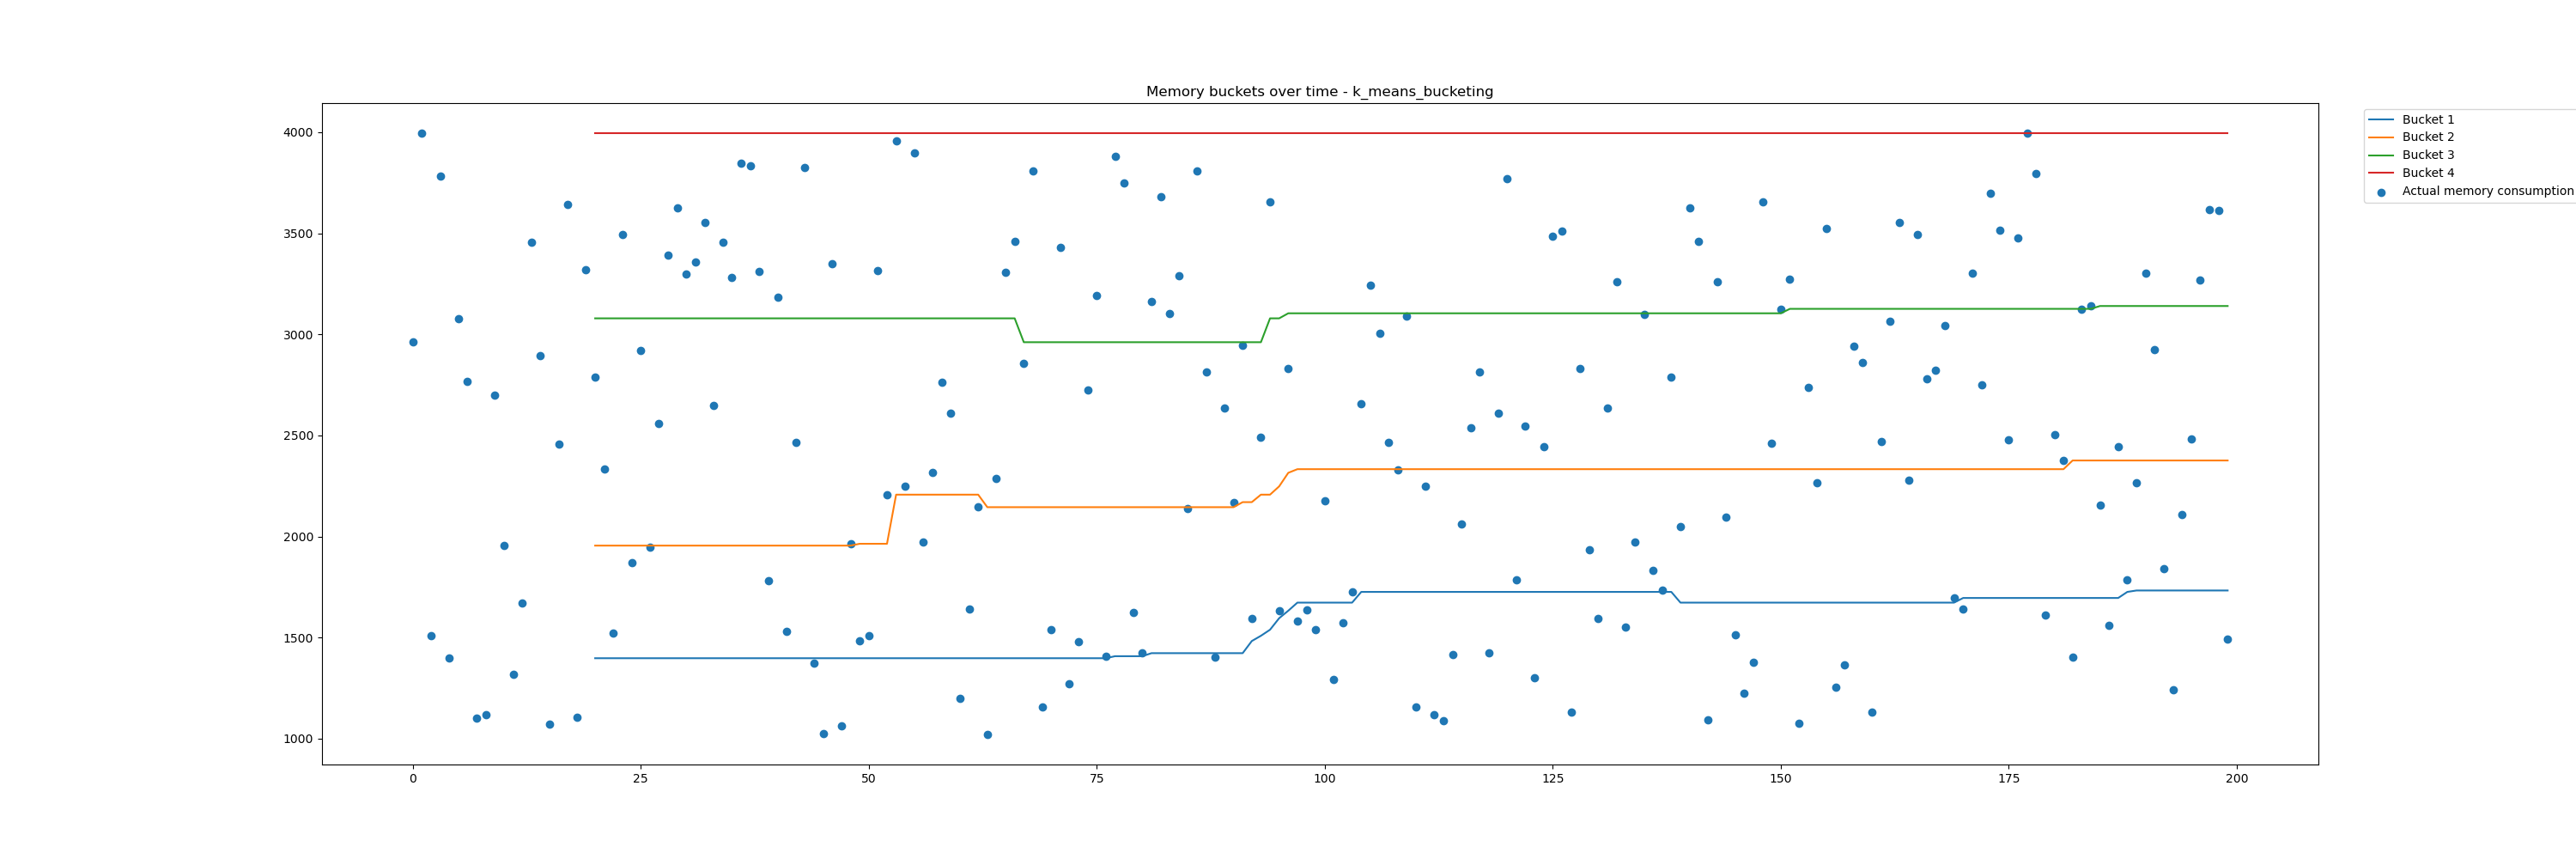 Memory buckets over time - k_means_bucketing
4000
3500
3000
2500
2000
1500
1000
0 25 50 75 100 125 150 175 200
Bucket 1
Bucket 2
Bucket 3
Bucket 4
Actual memory consumption